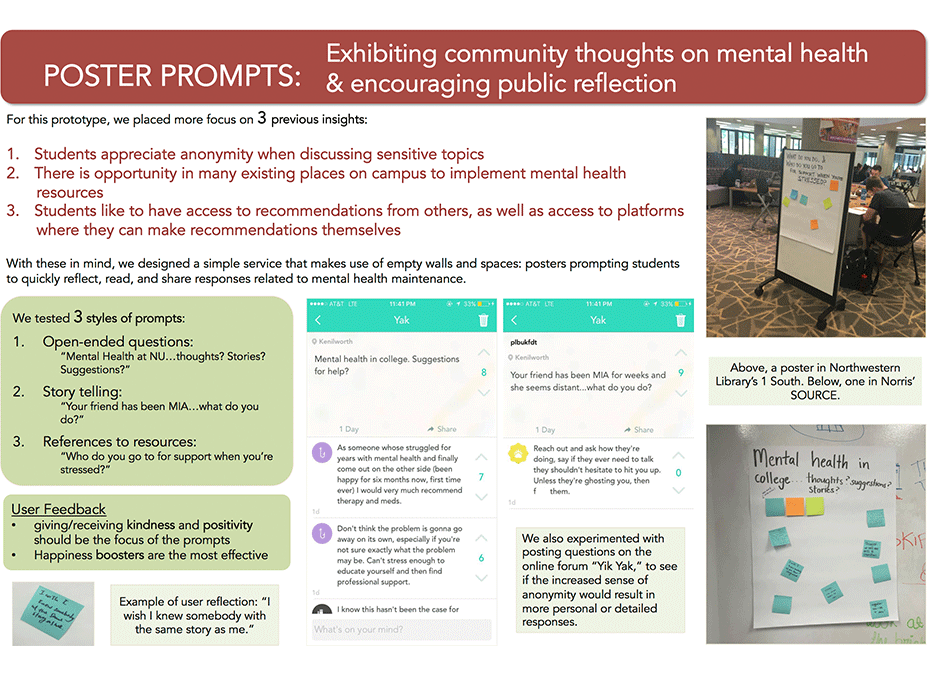 POSTER PROMPTS:
Exhibiting community thoughts on mental health
& encouraging public reflection
For this prototype, we placed more focus on 3 previous insights:
1. Students appreciate anonymity when discussing sensitive topics
2. There is opportunity in many existing places on campus to implement mental health
resources
3. Students like to have access to recommendations from others, as well as access to platforms
where they can make recommendations themselves
With these in mind, we designed a simple service that makes use of empty walls and spaces: posters prompting students
to quickly reflect, read, and share responses related to mental health maintenance.
We tested 3 styles of prompts:
1. Open-ended questions:
"Mental Health at NU…thoughts? Stories?
Suggestions?"
2. Story telling:
"Your friend has been MIA…what do you
do?"
3. References to resources:
"Who do you go to for support when you're
stressed?"
User Feedback
• giving/receiving kindness and positivity
should be the focus of the prompts
• Happiness boosters are the most effective
I wish I
knew somebody
Example of user reflection: "I
wish I knew somebody with
the same story as me."
AT&T LTE 11:41 PM 33%
Yak
Kenilworth
Mental health in college. Suggestions
for help?
8
1 Day Share
As someone whose struggled for
years with mental health and finally
come out on the other side (been
happy for six months now, first time
ever) I would very much recommend
therapy and meds.
7
1d
Don't think the problem is gonna go
away on its own, especially if you're
not sure exactly what the problem
may be. Can't stress enough to
educate yourself and then find
professional support.
6
1d
I know this hasn't been the case for
What's on your mind?
AT&T LTE 11:41 PM 33%
Yak
plbukfdt
Kenilworth
Your friend has been MIA for weeks and
she seems distant...what do you do?
9
1 Day Share
Reach out and ask how they're
doing, say if they ever need to talk
they shouldn't hesitate to hit you up.
Unless they're ghosting you, then
f them.
0
1d
We also experimented with
posting questions on the
online forum "Yik Yak," to see
if the increased sense of
anonymity would result in
more personal or detailed
responses.
WHAT DO YOU DO, &
WHO DO YOU GO TO
FOR SUPPORT WHEN YOU'RE
STRESSED?
Above, a poster in Northwestern
Library's 1 South. Below, one in Norris'
SOURCE.
Mental health in
college... thoughts? suggestions?
stories?